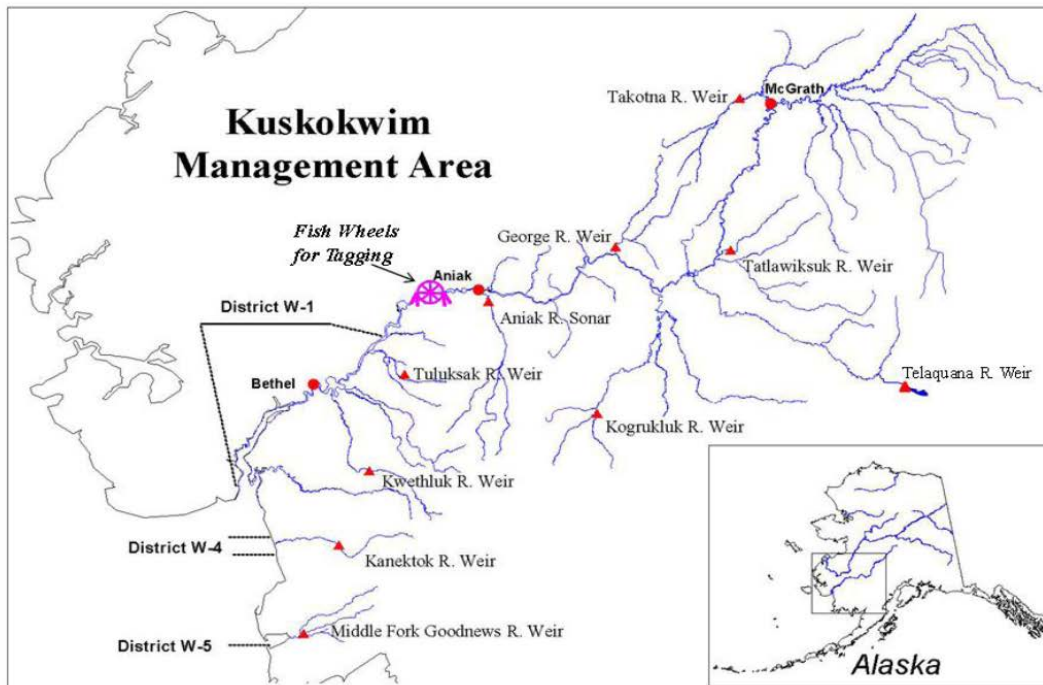 Kuskokwim
Management Area
Takotna R. Weir
McGrath
Fish Wheels
for Tagging
George R. Weir
Tatlawiksuk R. Weir
Aniak
District W-1
Aniak R. Sonar
Bethel
Tuluksak R. Weir
Telaquana R. Weir
Kogrukluk R. Weir
Kwethluk R. Weir
District W-4
Kanektok R. Weir
District W-5
Middle Fork Goodnews R. Weir
Alaska